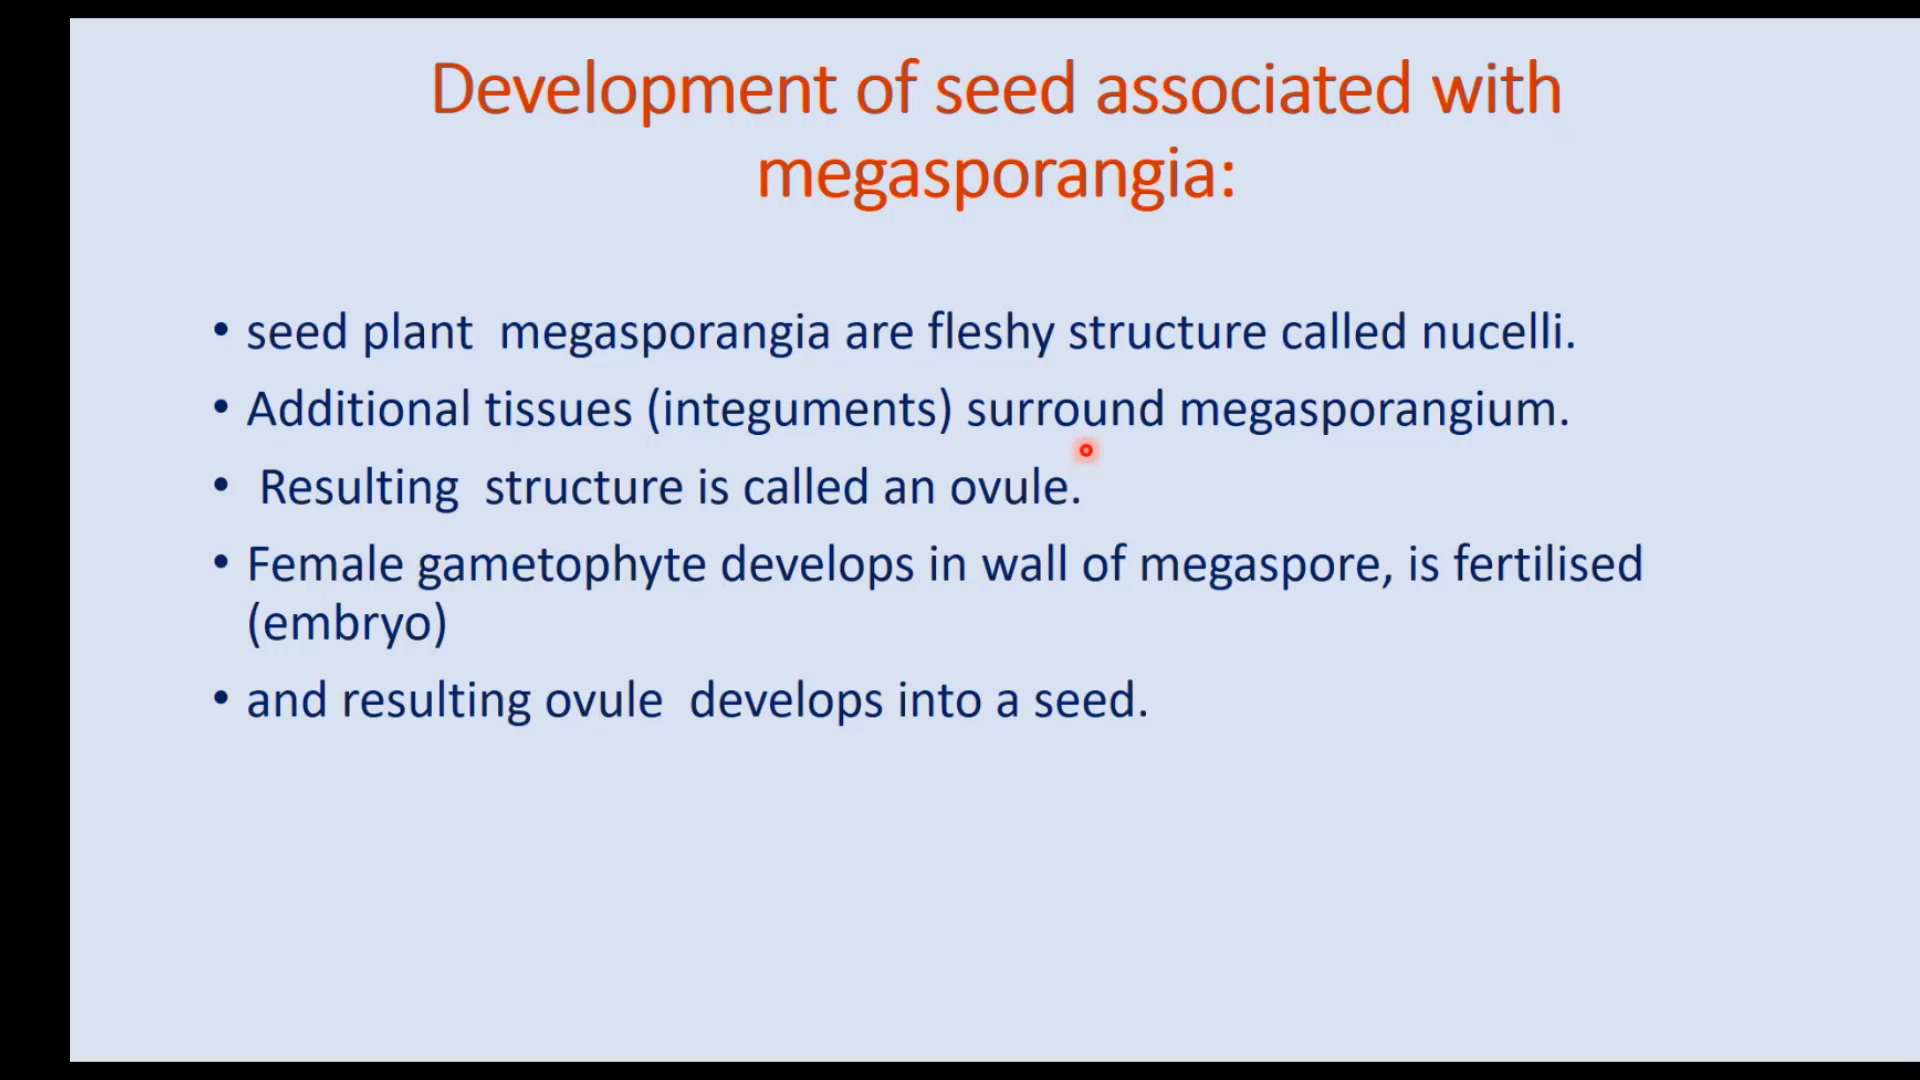 Development of seed associated with
megasporangia:
• seed plant  megasporangia are fleshy structure called nucelli.
• Additional tissues (integuments) surround megasporangium.
•  Resulting  structure is called an ovule.
• Female gametophyte develops in wall of megaspore, is fertilised
(embryo)
• and resulting ovule  develops into a seed.